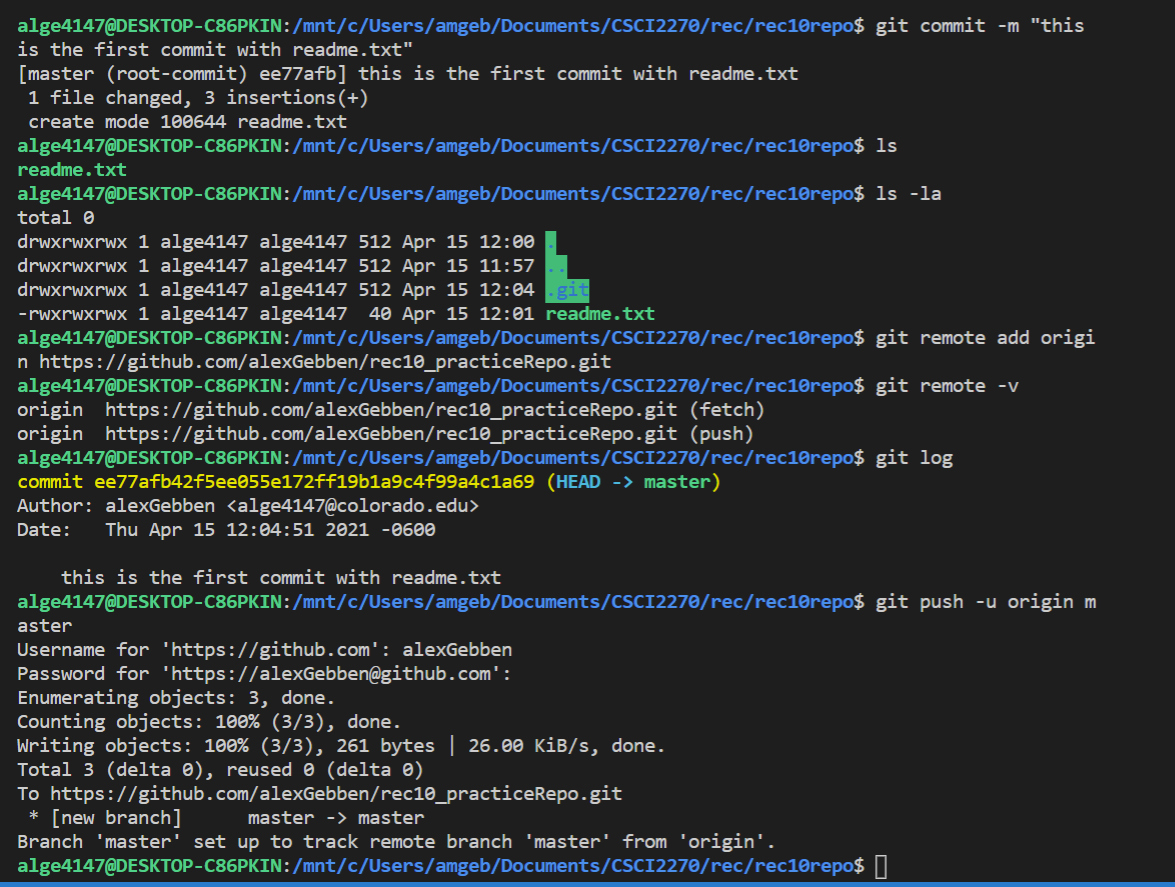 alge4147@DESKTOP-C86PKIN:/mnt/c/Users/amgeb/Documents/CSCI2270/rec/rec10repo$ git commit -m "this
is the first commit with readme.txt"
[master (root-commit) ee77afb] this is the first commit with readme.txt
 1 file changed, 3 insertions(+)
 create mode 100644 readme.txt
alge4147@DESKTOP-C86PKIN:/mnt/c/Users/amgeb/Documents/CSCI2270/rec/rec10repo$ ls
readme.txt
alge4147@DESKTOP-C86PKIN:/mnt/c/Users/amgeb/Documents/CSCI2270/rec/rec10repo$ ls -la
total 0
drwxrwxrwx 1 alge4147 alge4147 512 Apr 15 12:00 .
drwxrwxrwx 1 alge4147 alge4147 512 Apr 15 11:57 ..
drwxrwxrwx 1 alge4147 alge4147 512 Apr 15 12:04 .git
-rwxrwxrwx 1 alge4147 alge4147  40 Apr 15 12:01 readme.txt
alge4147@DESKTOP-C86PKIN:/mnt/c/Users/amgeb/Documents/CSCI2270/rec/rec10repo$ git remote add origi
n https://github.com/alexGebben/rec10_practiceRepo.git
alge4147@DESKTOP-C86PKIN:/mnt/c/Users/amgeb/Documents/CSCI2270/rec/rec10repo$ git remote -v
origin  https://github.com/alexGebben/rec10_practiceRepo.git (fetch)
origin  https://github.com/alexGebben/rec10_practiceRepo.git (push)
alge4147@DESKTOP-C86PKIN:/mnt/c/Users/amgeb/Documents/CSCI2270/rec/rec10repo$ git log
commit ee77afb42f5ee055e172ff19b1a9c4f99a4c1a69 (HEAD -> master)
Author: alexGebben <alge4147@colorado.edu>
Date:   Thu Apr 15 12:04:51 2021 -0600

    this is the first commit with readme.txt
alge4147@DESKTOP-C86PKIN:/mnt/c/Users/amgeb/Documents/CSCI2270/rec/rec10repo$ git push -u origin m
aster
Username for 'https://github.com': alexGebben
Password for 'https://alexGebben@github.com':
Enumerating objects: 3, done.
Counting objects: 100% (3/3), done.
Writing objects: 100% (3/3), 261 bytes | 26.00 KiB/s, done.
Total 3 (delta 0), reused 0 (delta 0)
To https://github.com/alexGebben/rec10_practiceRepo.git
 * [new branch]      master -> master
Branch 'master' set up to track remote branch 'master' from 'origin'.
alge4147@DESKTOP-C86PKIN:/mnt/c/Users/amgeb/Documents/CSCI2270/rec/rec10repo$